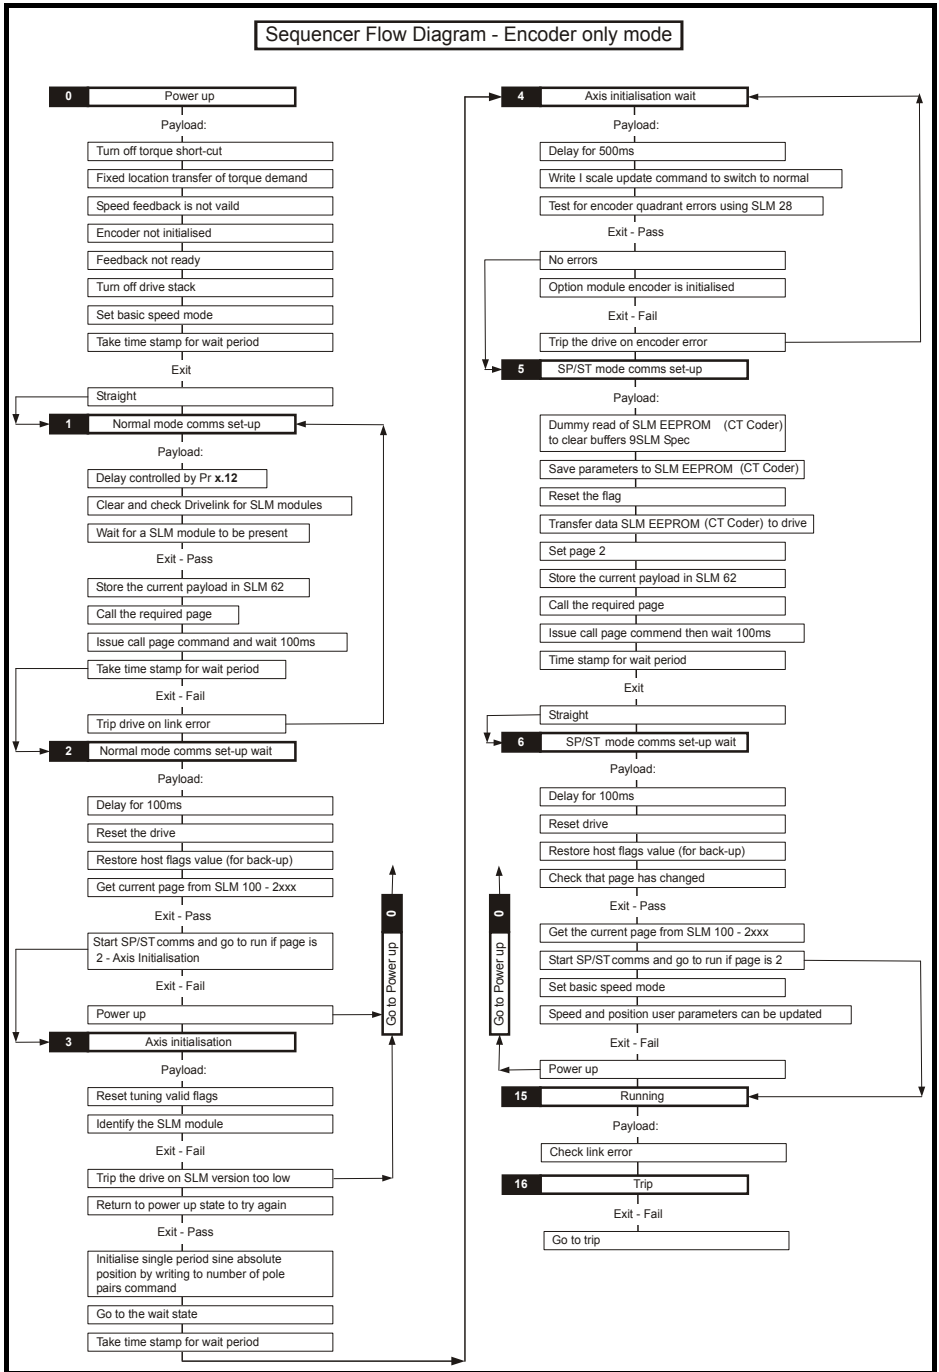 Sequencer Flow Diagram - Encoder only mode
0 Power up
Payload:
Turn off torque short-cut
Fixed location transfer of torque demand
Speed feedback is not vaild
Encoder not initialised
Feedback not ready
Turn off drive stack
Set basic speed mode
Take time stamp for wait period
Exit
Straight
1 Normal mode comms set-up
Payload:
Delay controlled by Pr x.12
Clear and check Drivelink for SLM modules
Wait for a SLM module to be present
Exit - Pass
Store the current payload in SLM 62
Call the required page
Issue call page command and wait 100ms
Take time stamp for wait period
Exit - Fail
Trip drive on link error
2 Normal mode comms set-up wait
Payload:
Delay for 100ms
Reset the drive
Restore host flags value (for back-up)
Get current page from SLM 100 - 2xxx
Exit - Pass
Start SP/ST comms and go to run if page is
2 - Axis Initialisation
Exit - Fail
Power up
0 Go to Power up
3 Axis initialisation
Payload:
Reset tuning valid flags
Identify the SLM module
Exit - Fail
Trip the drive on SLM version too low
Return to power up state to try again
Exit - Pass
Initialise single period sine absolute
position by writing to number of pole
pairs command
Go to the wait state
Take time stamp for wait period
4 Axis initialisation wait
Payload:
Delay for 500ms
Write I scale update command to switch to normal
Test for encoder quadrant errors using SLM 28
Exit - Pass
No errors
Option module encoder is initialised
Exit - Fail
Trip the drive on encoder error
5 SP/ST mode comms set-up
Payload:
Dummy read of SLM EEPROM (CT Coder)
to clear buffers 9SLM Spec
Save parameters to SLM EEPROM (CT Coder)
Reset the flag
Transfer data SLM EEPROM (CT Coder) to drive
Set page 2
Store the current payload in SLM 62
Call the required page
Issue call page commend then wait 100ms
Time stamp for wait period
Exit
Straight
6 SP/ST mode comms set-up wait
Payload:
Delay for 100ms
Reset drive
Restore host flags value (for back-up)
Check that page has changed
Exit - Pass
Get the current page from SLM 100 - 2xxx
Start SP/ST comms and go to run if page is 2
Set basic speed mode
Speed and position user parameters can be updated
Exit - Fail
Power up
0 Go to Power up
15 Running
Payload:
Check link error
16 Trip
Exit - Fail
Go to trip